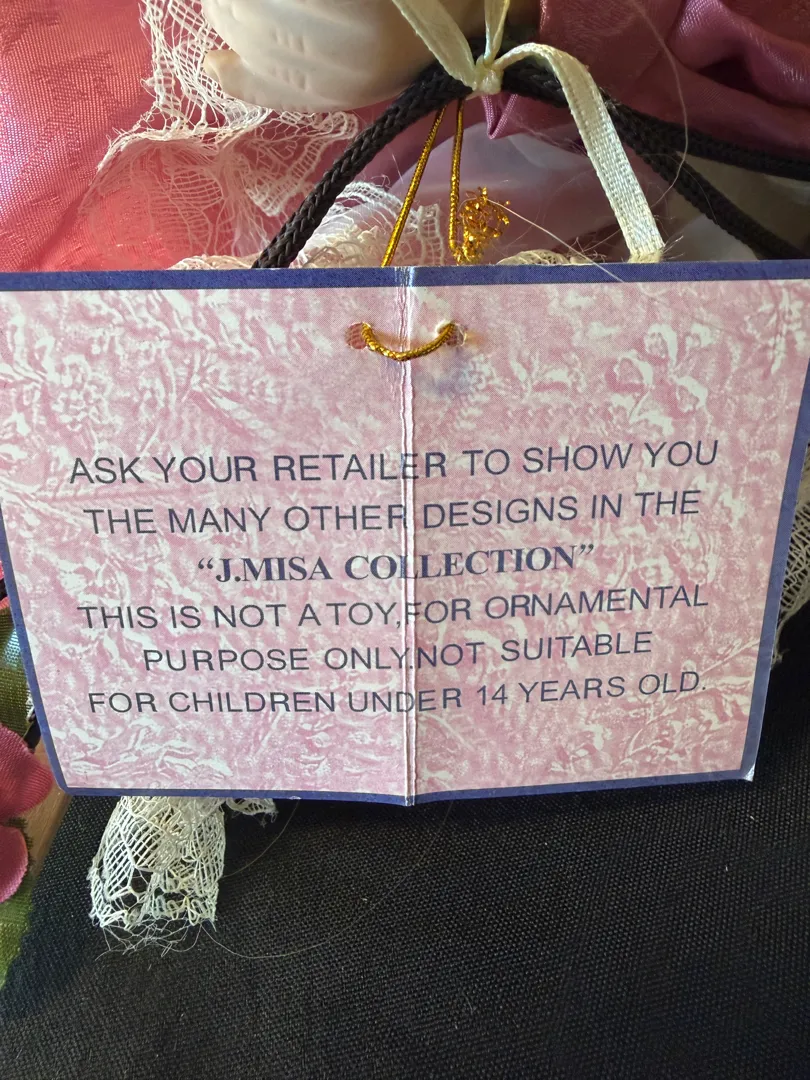 ASK YOUR RETAILER TO SHOW YOU
THE MANY OTHER DESIGNS IN THE
“J.MISA COLLECTION”
THIS IS NOT A TOY,FOR ORNAMENTAL
PURPOSE ONLY.NOT SUITABLE
FOR CHILDREN UNDER 14 YEARS OLD.